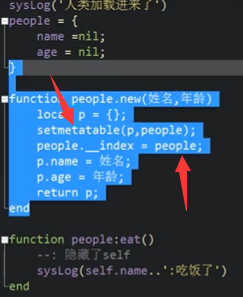 sysLog('人类加载进来了')
people = {
name =nil;
age = nil;
}
function people.new(姓名,年龄)
local p = {};
setmetatable(p,people);
people.__index = people;
p.name = 姓名;
p.age = 年龄;
return p;
end
function people:eat()
--: 隐藏了self
sysLog(self.name..':吃饭了')